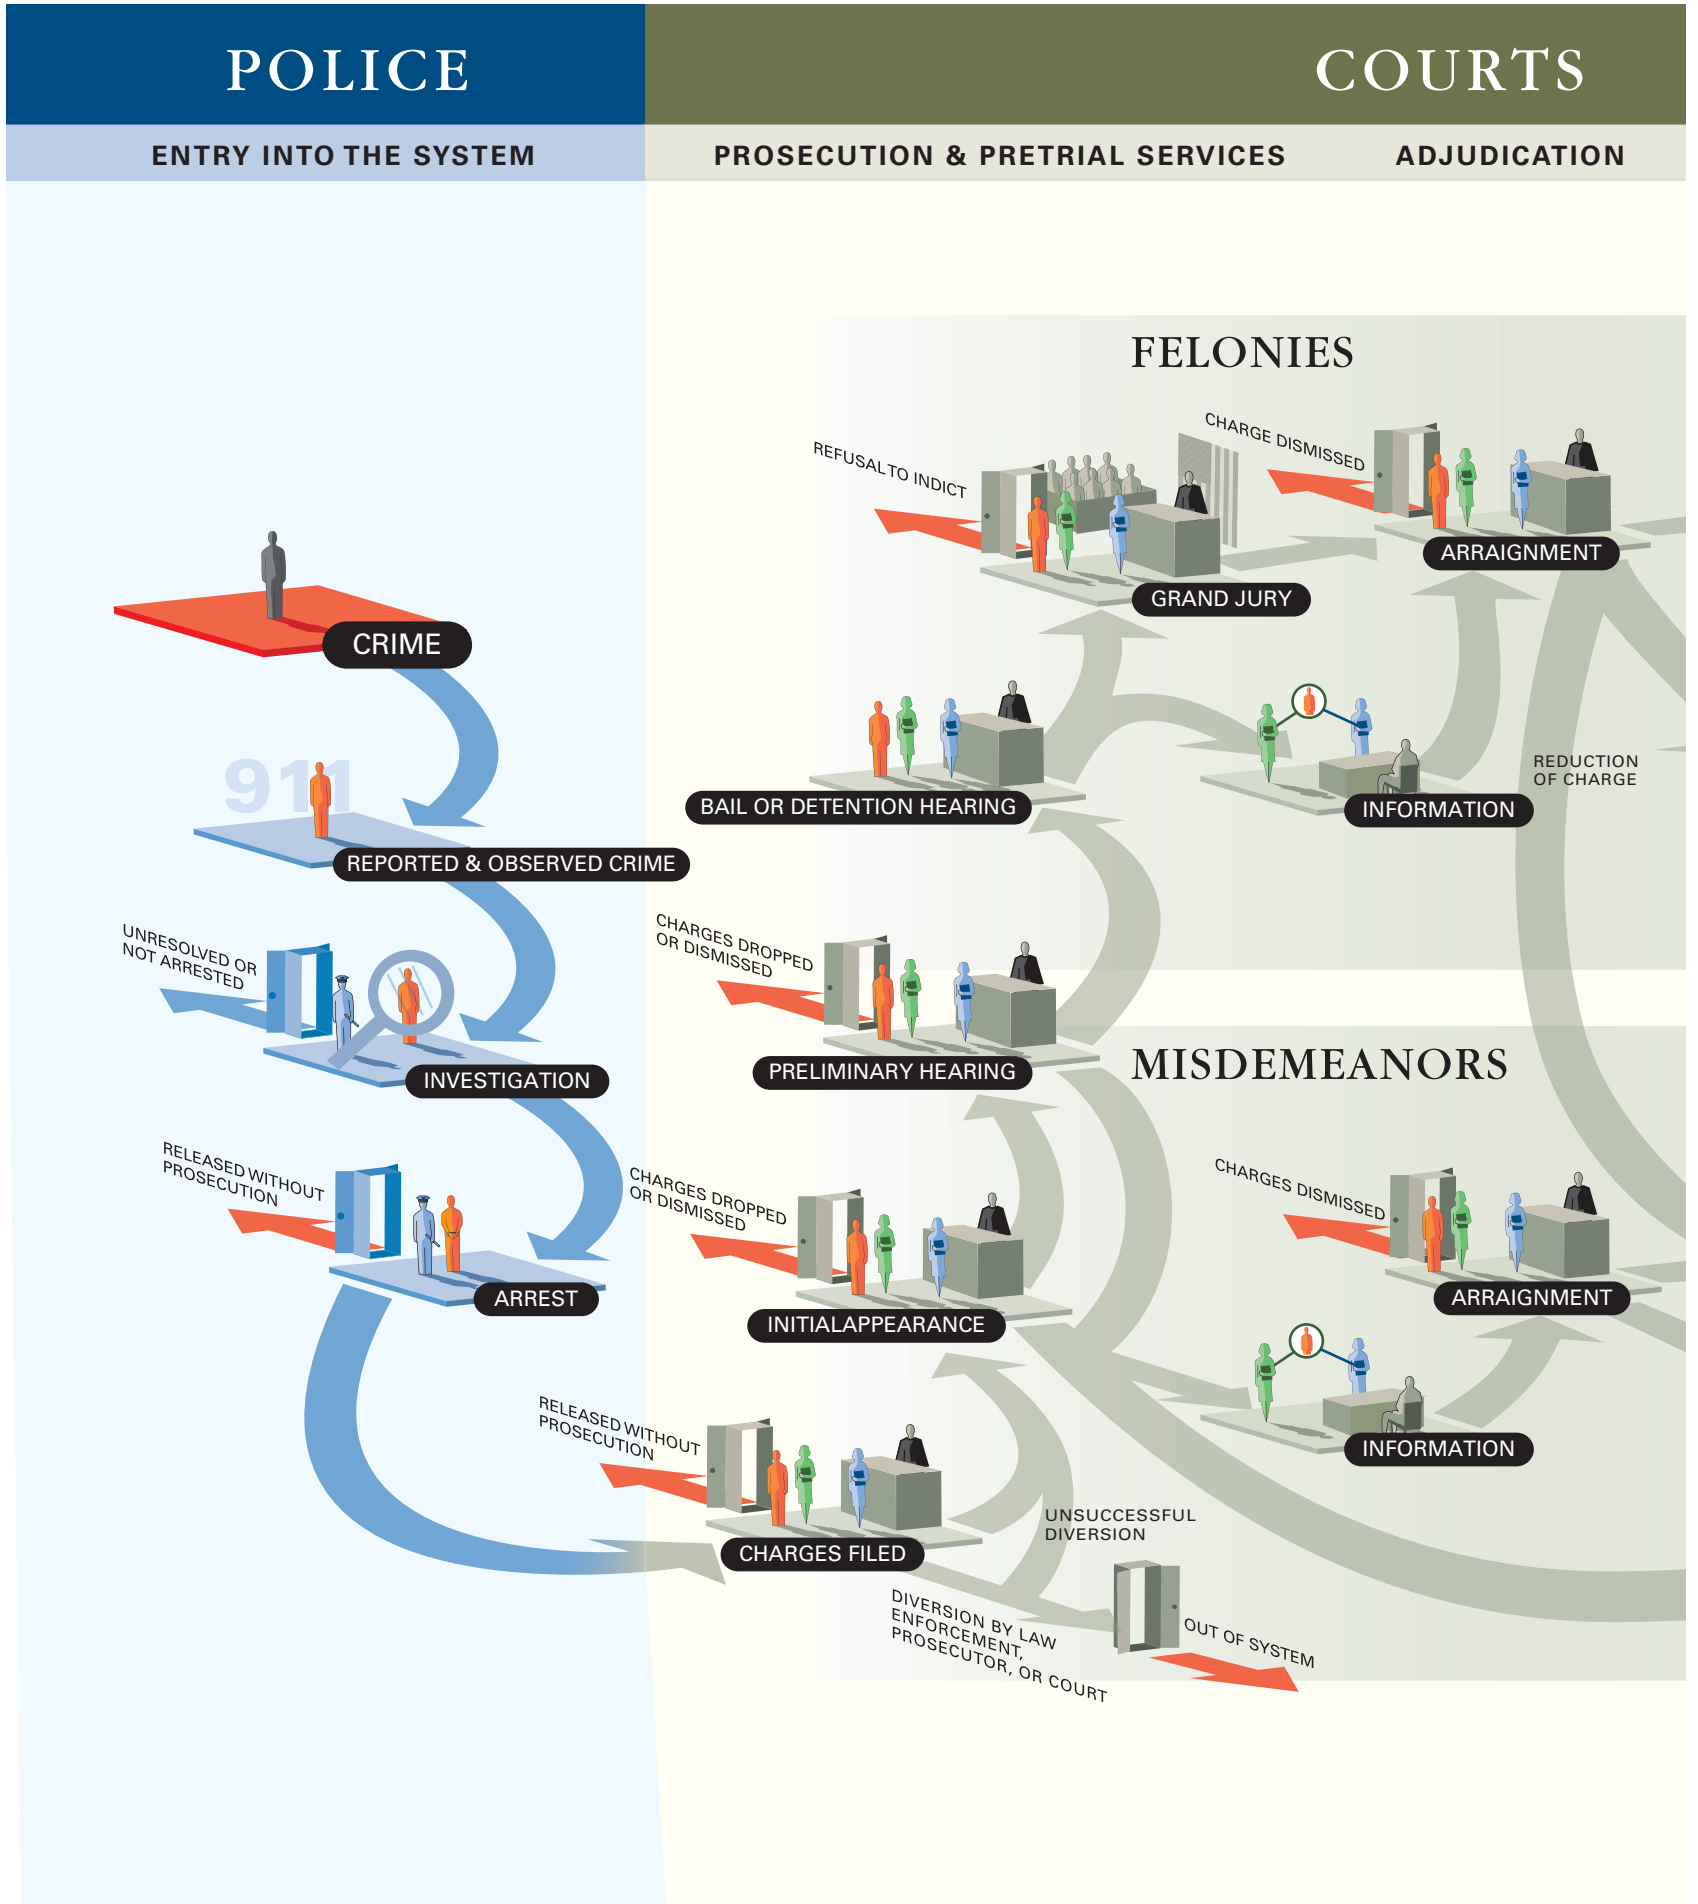 POLICE
COURTS
ENTRY INTO THE SYSTEM
PROSECUTION & PRETRIAL SERVICES
ADJUDICATION
FELONIES
CHARGE DISMISSED
REFUSAL TO INDICT
ARRAIGNMENT
GRAND JURY
CRIME
911
REDUCTION
OF CHARGE
BAIL OR DETENTION HEARING
INFORMATION
REPORTED & OBSERVED CRIME
UNRESOLVED OR
NOT ARRESTED
CHARGES DROPPED
OR DISMISSED
INVESTIGATION
PRELIMINARY HEARING
MISDEMEANORS
RELEASED WITHOUT
PROSECUTION
CHARGES DROPPED
OR DISMISSED
CHARGES DISMISSED
ARREST
INITIALAPPEARANCE
ARRAIGNMENT
RELEASED WITHOUT
PROSECUTION
INFORMATION
UNSUCCESSFUL
DIVERSION
CHARGES FILED
DIVERSION BY LAW
ENFORCEMENT,
PROSECUTOR, OR COURT
OUT OF SYSTEM